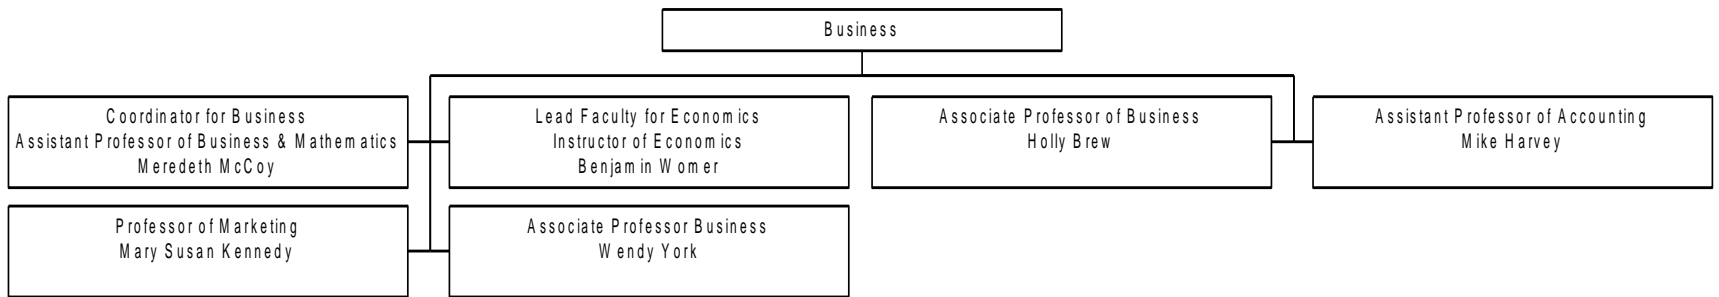 Business
Coordinator for Business
Assistant Professor of Business & Mathematics
Meredeth McCoy
Lead Faculty for Economics
Instructor of Economics
Benjamin Womer
Associate Professor of Business
Holly Brew
Assistant Professor of Accounting
Mike Harvey
Professor of Marketing
Mary Susan Kennedy
Associate Professor Business
Wendy York